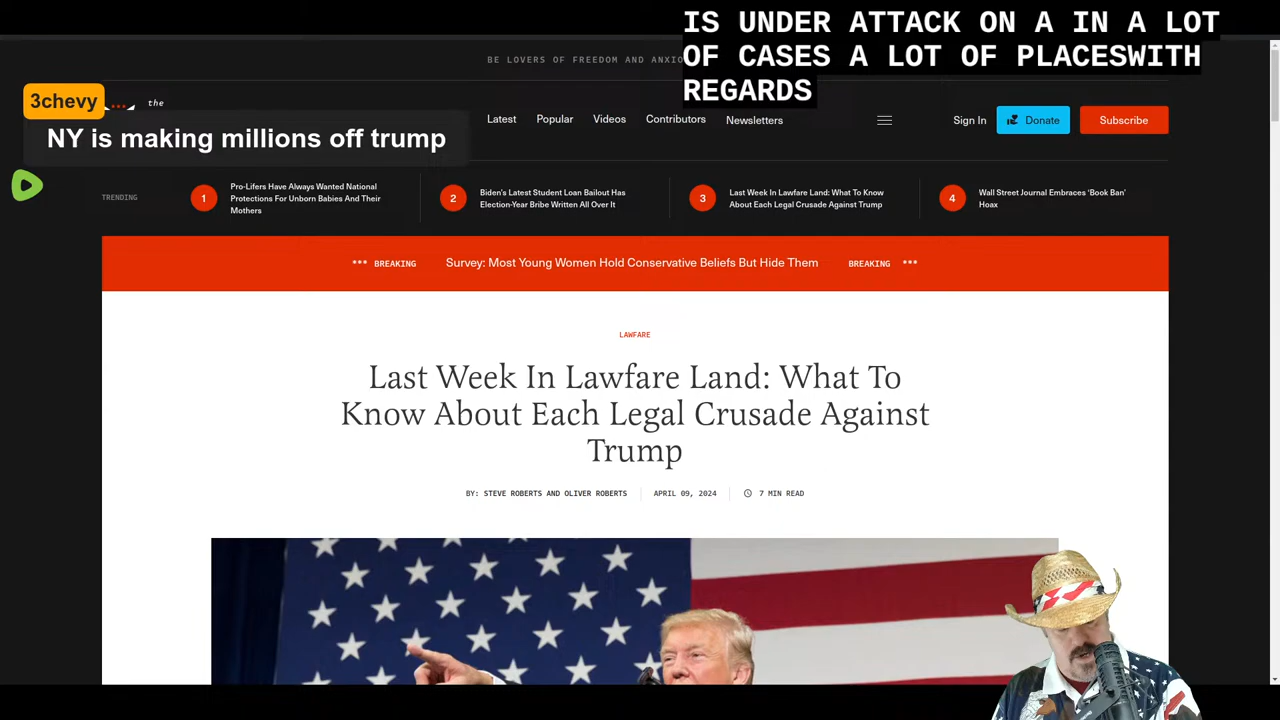 IS UNDER ATTACK ON A IN A LOT
OF CASES A LOT OF PLACESWITH
REGARDS
BE LOVERS OF FREEDOM AND ANXIO
3chevy ...
NY is making millions off trump
the
Latest
Popular
Videos
Contributors
Newsletters
Sign In
Donate
Subscribe
TRENDING
1
Pro-Lifers Have Always Wanted National
Protections For Unborn Babies And Their
Mothers
2
Biden's Latest Student Loan Bailout Has
Election-Year Bribe Written All Over It
3
Last Week In Lawfare Land: What To Know
About Each Legal Crusade Against Trump
4
Wall Street Journal Embraces ‘Book Ban’
Hoax
*** BREAKING Survey: Most Young Women Hold Conservative Beliefs But Hide Them BREAKING ***
LAWFARE
Last Week In Lawfare Land: What To
Know About Each Legal Crusade Against
Trump
BY: STEVE ROBERTS AND OLIVER ROBERTS
APRIL 09, 2024
7 MIN READ